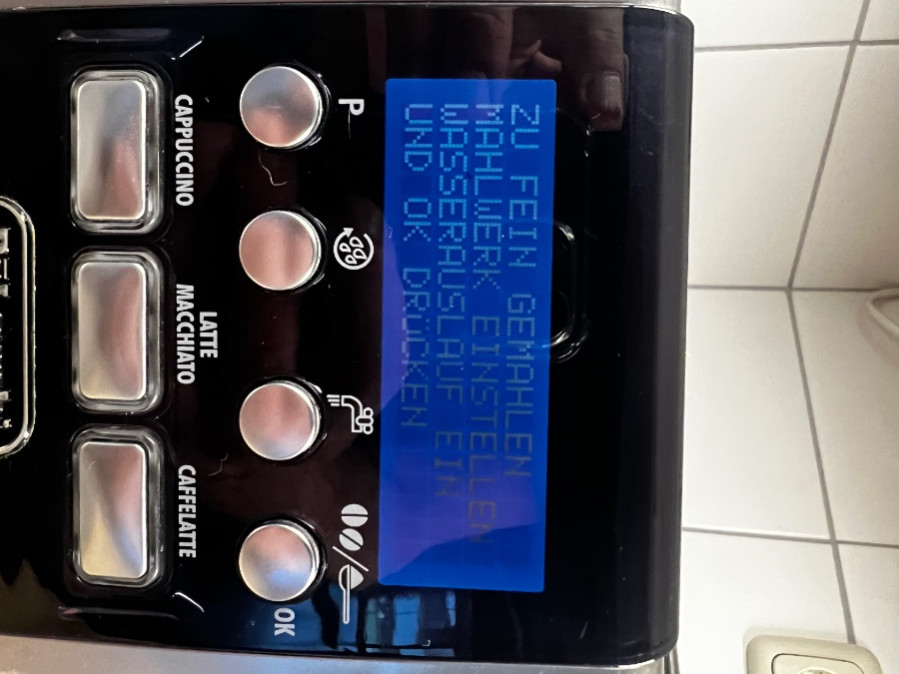 ZU FEIN GEMAHLEN
MAHLWERK EINSTELLEN
WASSERAUSLAUF EIN
UND OK DRÜCKEN
P
OK
CAPPUCCINO
LATTE
MACCHIATO
CAFFELATTE